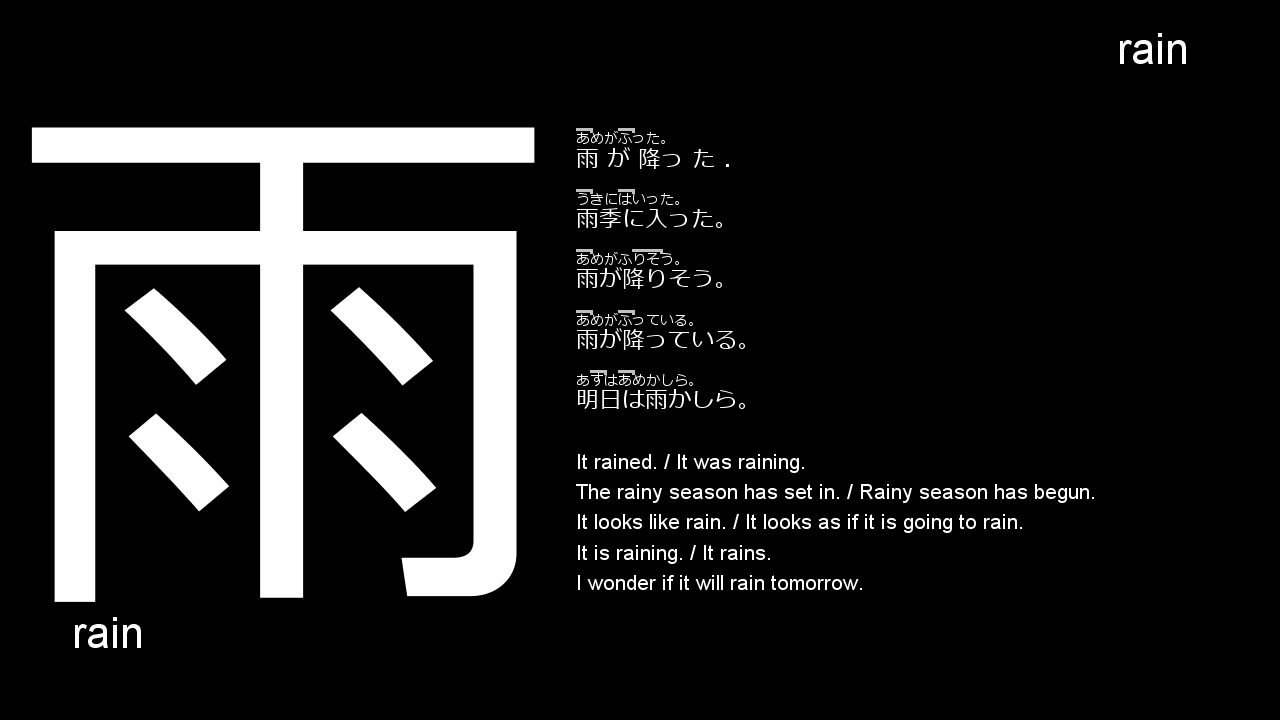 rain
雨
rain
あめがふった。
雨 が 降っ た .
うきにはいった。
雨季に入った。
あめがふりそう。
雨が降りそう。
あめがふっている。
雨が降っている。
あすはあめかしら。
明日は雨かしら。
It rained. / It was raining.
The rainy season has set in. / Rainy season has begun.
It looks like rain. / It looks as if it is going to rain.
It is raining. / It rains.
I wonder if it will rain tomorrow.